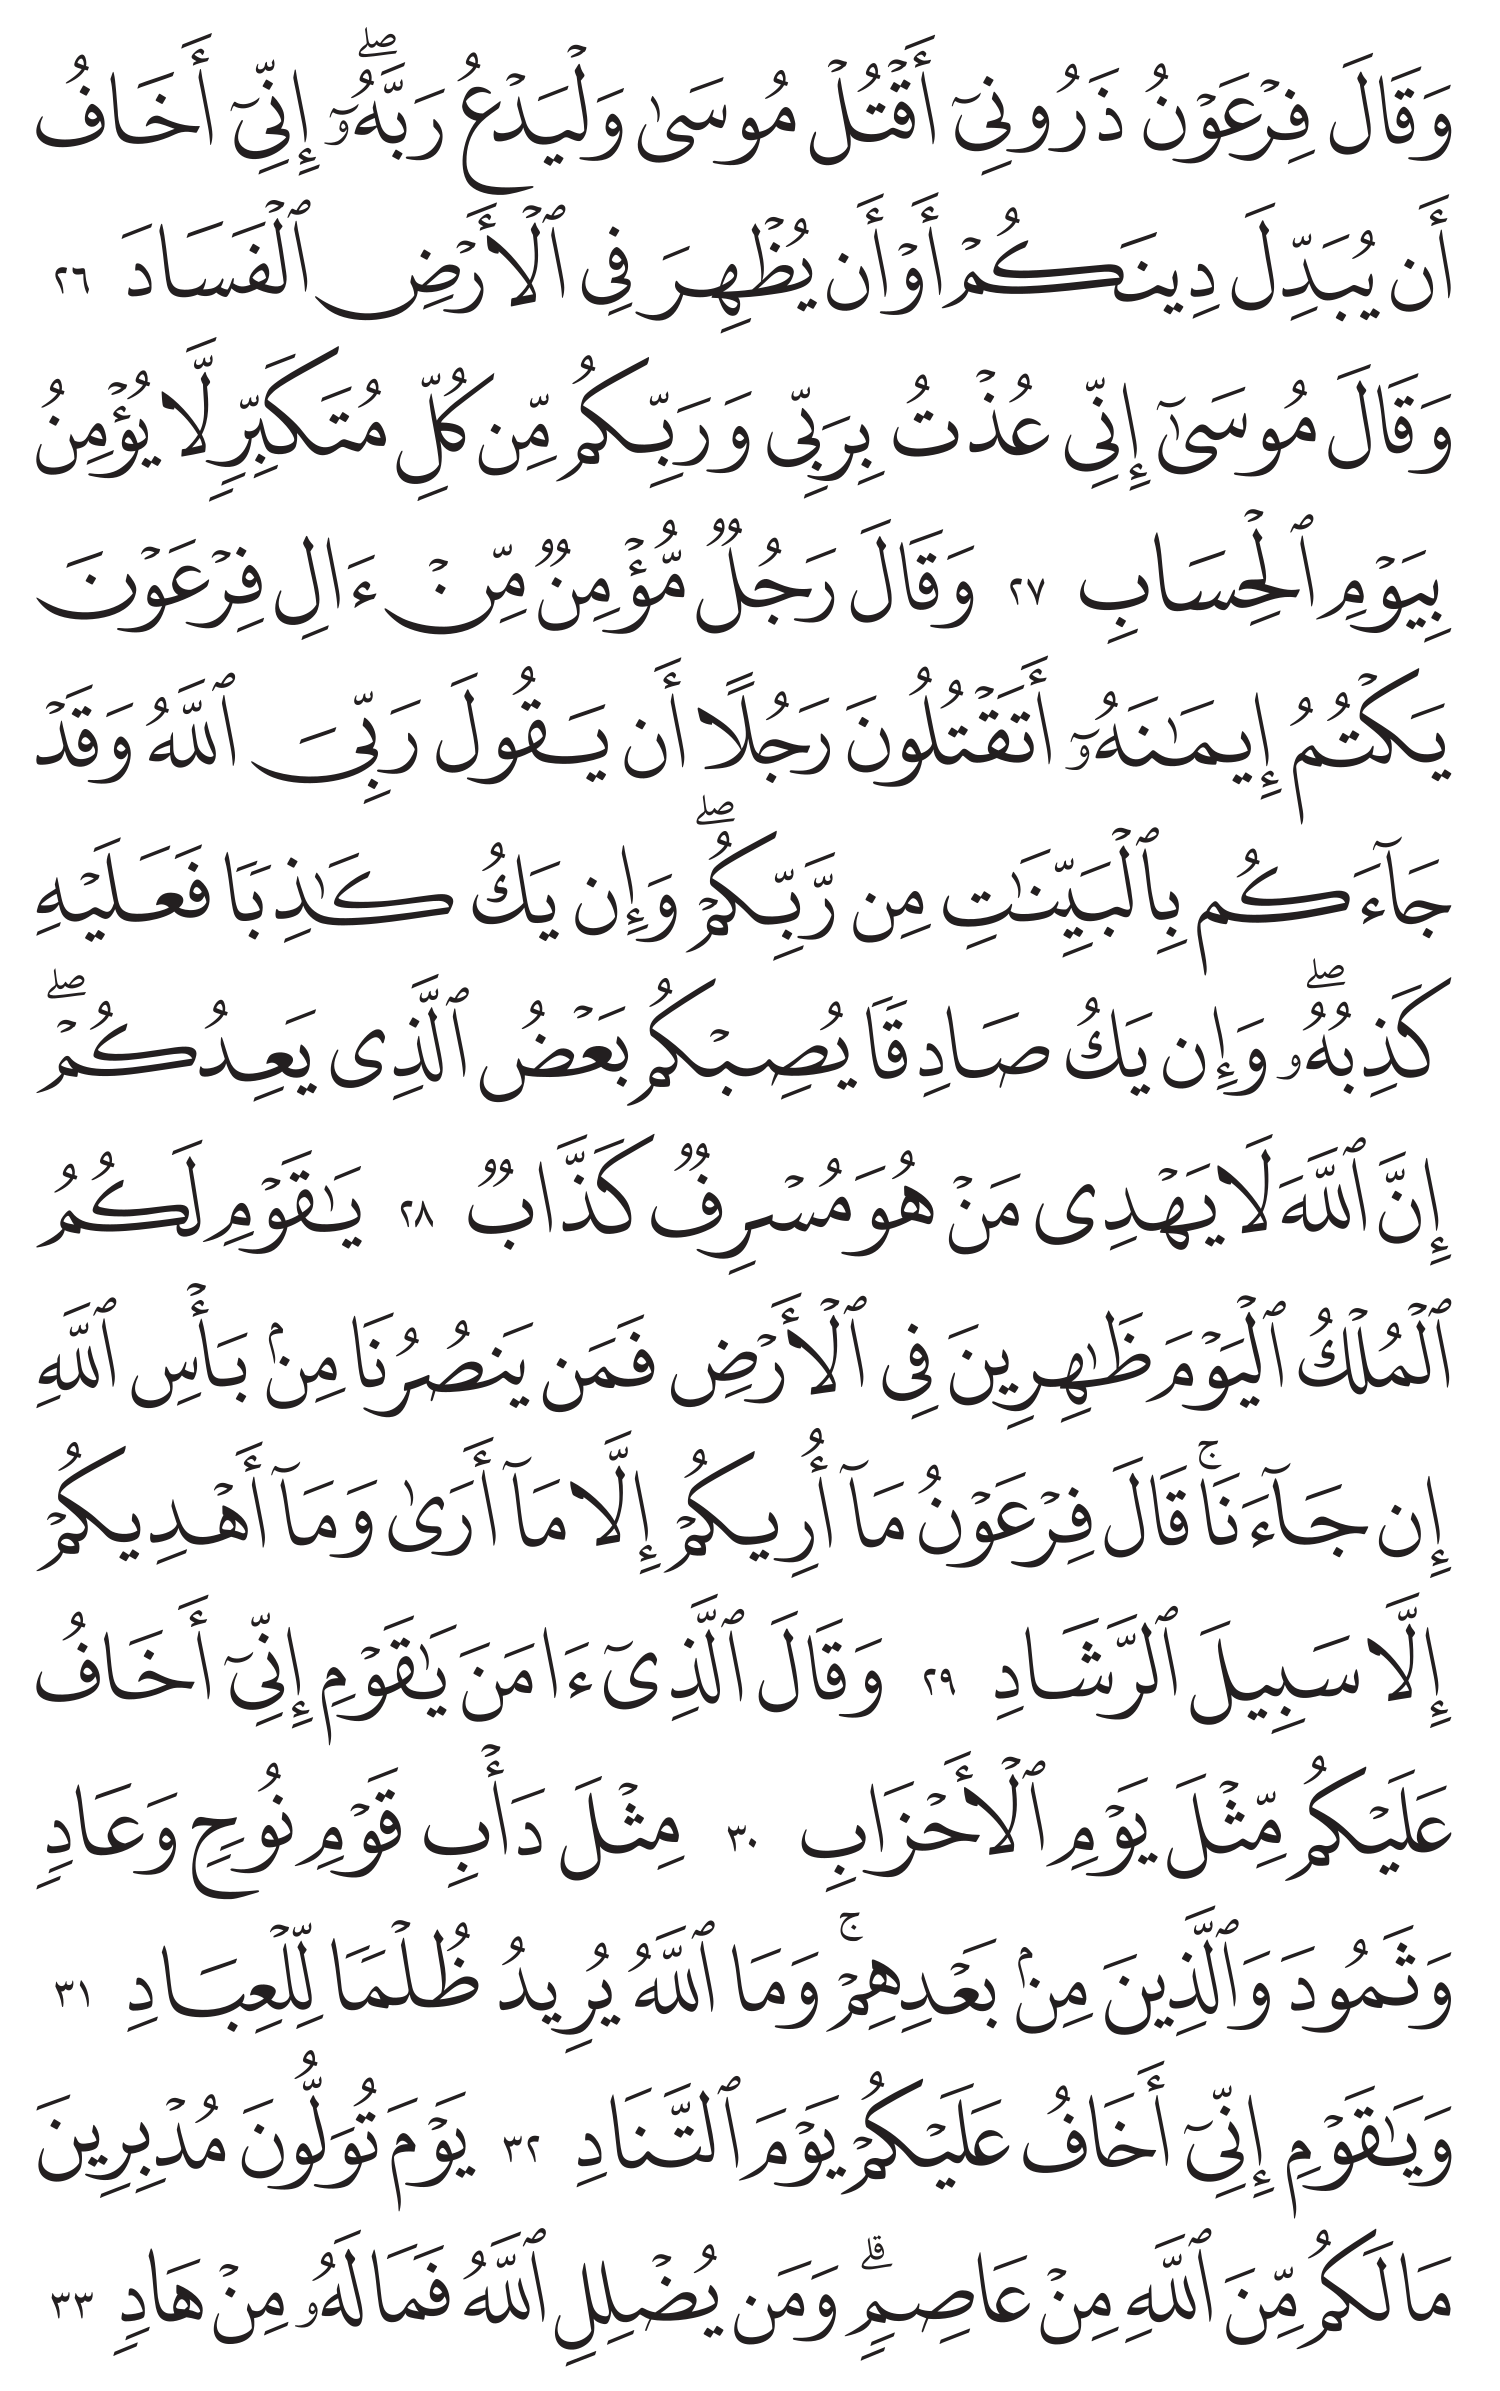 وَقَالَ فِرْعَوْنُ ذَرُونِىٓ أَقْتُلْ مُوسَىٰ وَلْيَدْعُ رَبَّهُۥٓ ۖ إِنِّىٓ أَخَافُ
أَن يُبَدِّلَ دِينَكُمْ أَوْ أَن يُظْهِرَ فِى ٱلْأَرْضِ ٱلْفَسَادَ ٢٦
وَقَالَ مُوسَىٰٓ إِنِّى عُذْتُ بِرَبِّى وَرَبِّكُم مِّن كُلِّ مُتَكَبِّرٍ لَّا يُؤْمِنُ
بِيَوْمِ ٱلْحِسَابِ ٢٧ وَقَالَ رَجُلٌ مُّؤْمِنٌ مِّنْ ءَالِ فِرْعَوْنَ
يَكْتُمُ إِيمَـٰنَهُۥٓ أَتَقْتُلُونَ رَجُلًا أَن يَقُولَ رَبِّىَ ٱللَّهُ وَقَدْ
جَآءَكُم بِٱلْبَيِّنَـٰتِ مِن رَّبِّكُمْ ۖ وَإِن يَكُ كَـٰذِبًا فَعَلَيْهِ
كَذِبُهُۥ ۖ وَإِن يَكُ صَادِقًا يُصِبْكُم بَعْضُ ٱلَّذِى يَعِدُكُمْ ۖ
إِنَّ ٱللَّهَ لَا يَهْدِى مَنْ هُوَ مُسْرِفٌ كَذَّابٌ ٢٨ يَـٰقَوْمِ لَكُمُ
ٱلْمُلْكُ ٱلْيَوْمَ ظَـٰهِرِينَ فِى ٱلْأَرْضِ فَمَن يَنصُرُنَا مِنۢ بَأْسِ ٱللَّهِ
إِن جَآءَنَا ۚ قَالَ فِرْعَوْنُ مَآ أُرِيكُمْ إِلَّا مَآ أَرَىٰ وَمَآ أَهْدِيكُمْ
إِلَّا سَبِيلَ ٱلرَّشَادِ ٢٩ وَقَالَ ٱلَّذِىٓ ءَامَنَ يَـٰقَوْمِ إِنِّىٓ أَخَافُ
عَلَيْكُم مِّثْلَ يَوْمِ ٱلْأَحْزَابِ ٣٠ مِثْلَ دَأْبِ قَوْمِ نُوحٍ وَعَادٍ
وَثَمُودَ وَٱلَّذِينَ مِنۢ بَعْدِهِمْ ۚ وَمَا ٱللَّهُ يُرِيدُ ظُلْمًا لِّلْعِبَادِ ٣١
وَيَـٰقَوْمِ إِنِّىٓ أَخَافُ عَلَيْكُمْ يَوْمَ ٱلتَّنَادِ ٣٢ يَوْمَ تُوَلُّونَ مُدْبِرِينَ
مَا لَكُم مِّنَ ٱللَّهِ مِنْ عَاصِمٍ ۗ وَمَن يُضْلِلِ ٱللَّهُ فَمَا لَهُۥ مِنْ هَادٍ ٣٣